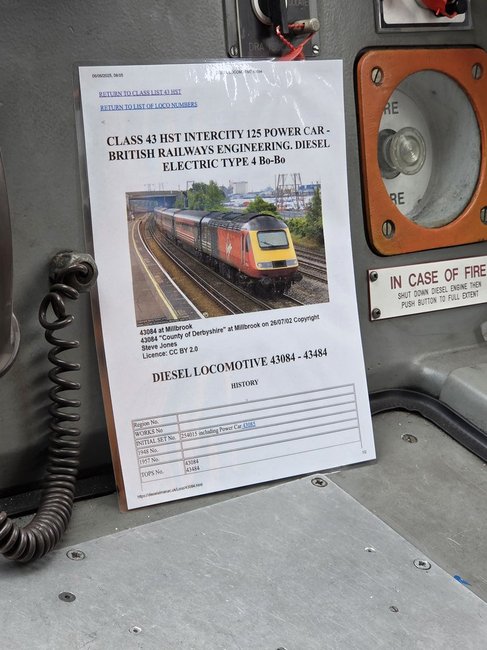 RETURN TO CLASS LIST 43 HST
RETURN TO LIST OF LOCO NUMBERS
CLASS 43 HST INTERCITY 125 POWER CAR -
BRITISH RAILWAYS ENGINEERING. DIESEL
ELECTRIC TYPE 4 Bo-Bo
43084 at Millbrook
43084 "County of Derbyshire" at Millbrook on 26/07/02 Copyright
Steve Jones
Licence: CC BY 2.0
DIESEL LOCOMOTIVE 43084 - 43484
HISTORY
Region No.
WORKS No
INITIAL SET No. 254015 including Power Car 43085
1948 No.
1957 No.
TOPS No. 43084
43484
1/2
FIRE
FIRE
IN CASE OF FIRE
SHUT DOWN DIESEL ENGINE THEN
PUSH BUTTON TO FULL EXTENT